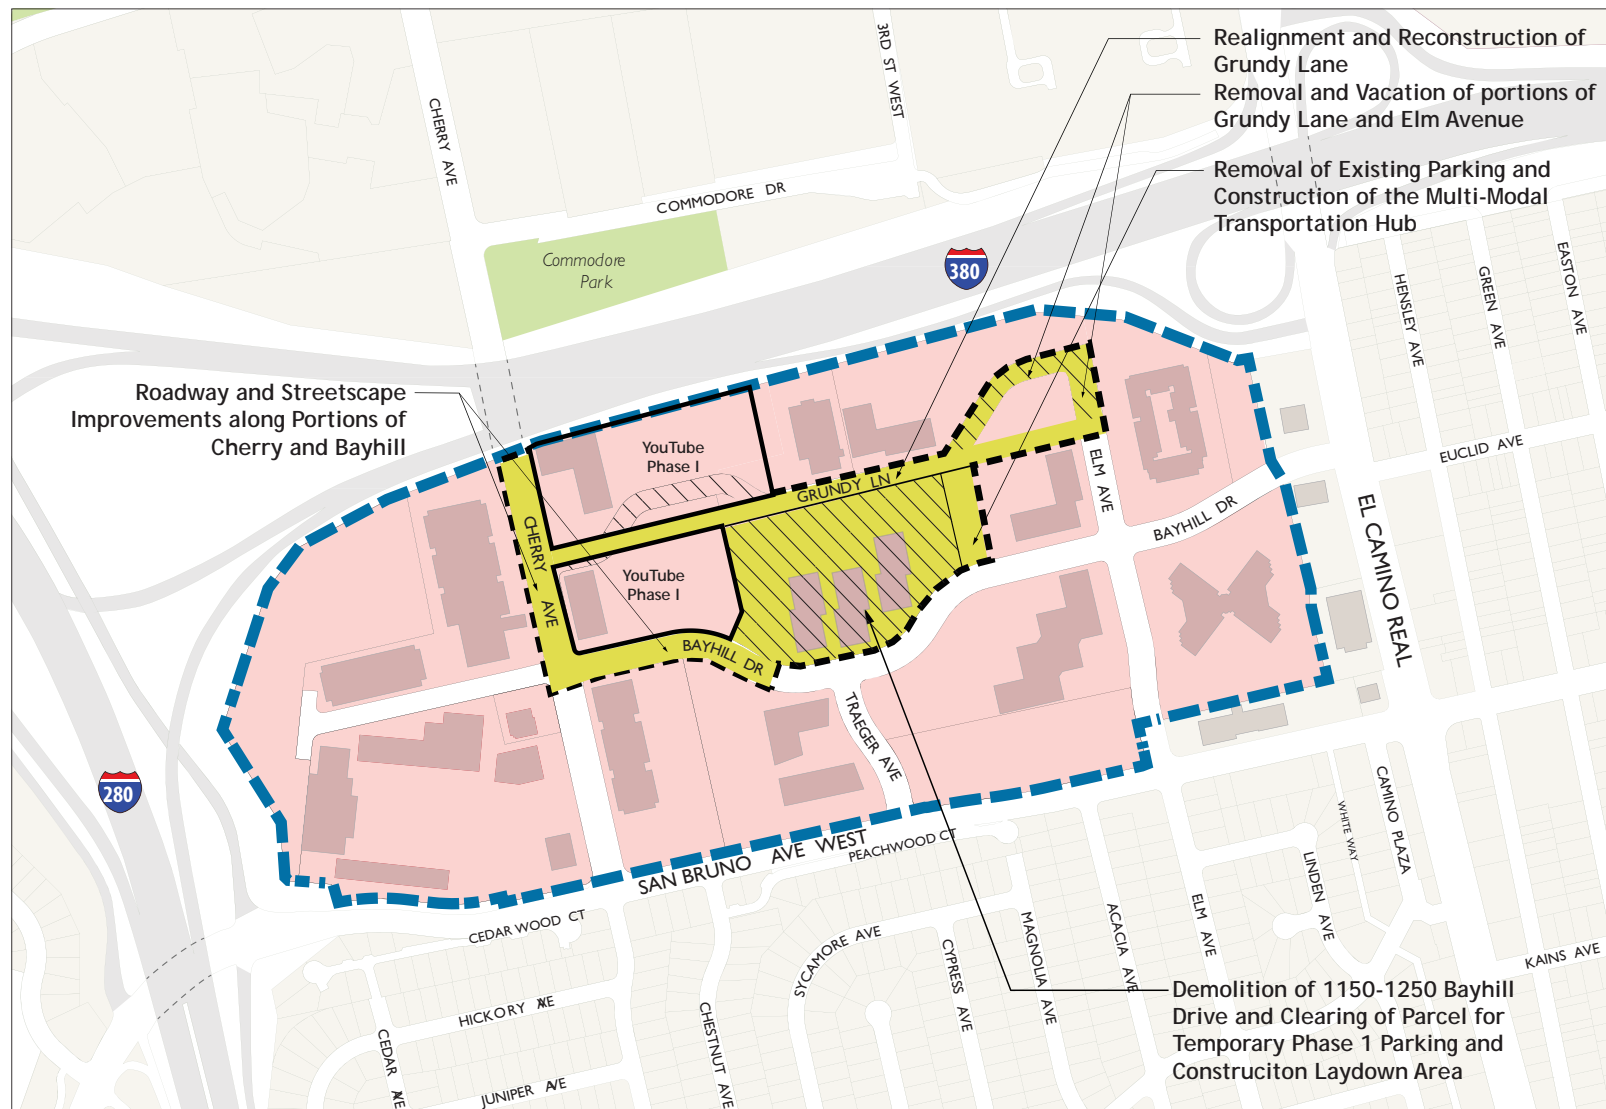 Realignment and Reconstruction of
Grundy Lane
Removal and Vacation of portions of
Grundy Lane and Elm Avenue
Removal of Existing Parking and
Construction of the Multi-Modal
Transportation Hub
3RD ST WEST
CHERRY AVE
COMMODORE DR
Commodore
Park
380
HENSLEY AVE
GREEN AVE
EASTON AVE
Roadway and Streetscape
Improvements along Portions of
Cherry and Bayhill
YouTube
Phase I
GRUNDY LN
ELM AVE
EUCLID AVE
BAYHILL DR
CHERRY AVE
YouTube
Phase I
BAYHILL DR
EL CAMINO REAL
TRAEGER AVE
280
SAN BRUNO AVE WEST
PEACHWOOD CT
WHITE WAY
CAMINO PLAZA
LINDEN AVE
CEDARWOOD CT
SYCAMORE AVE
CYPRESS AVE
MAGNOLIA AVE
ACACIA AVE
ELM AVE
KAINS AVE
HICKORY AVE
CEDAR AVE
CHESTNUT AVE
JUNIPER AVE
Demolition of 1150-1250 Bayhill
Drive and Clearing of Parcel for
Temporary Phase 1 Parking and
Construciton Laydown Area